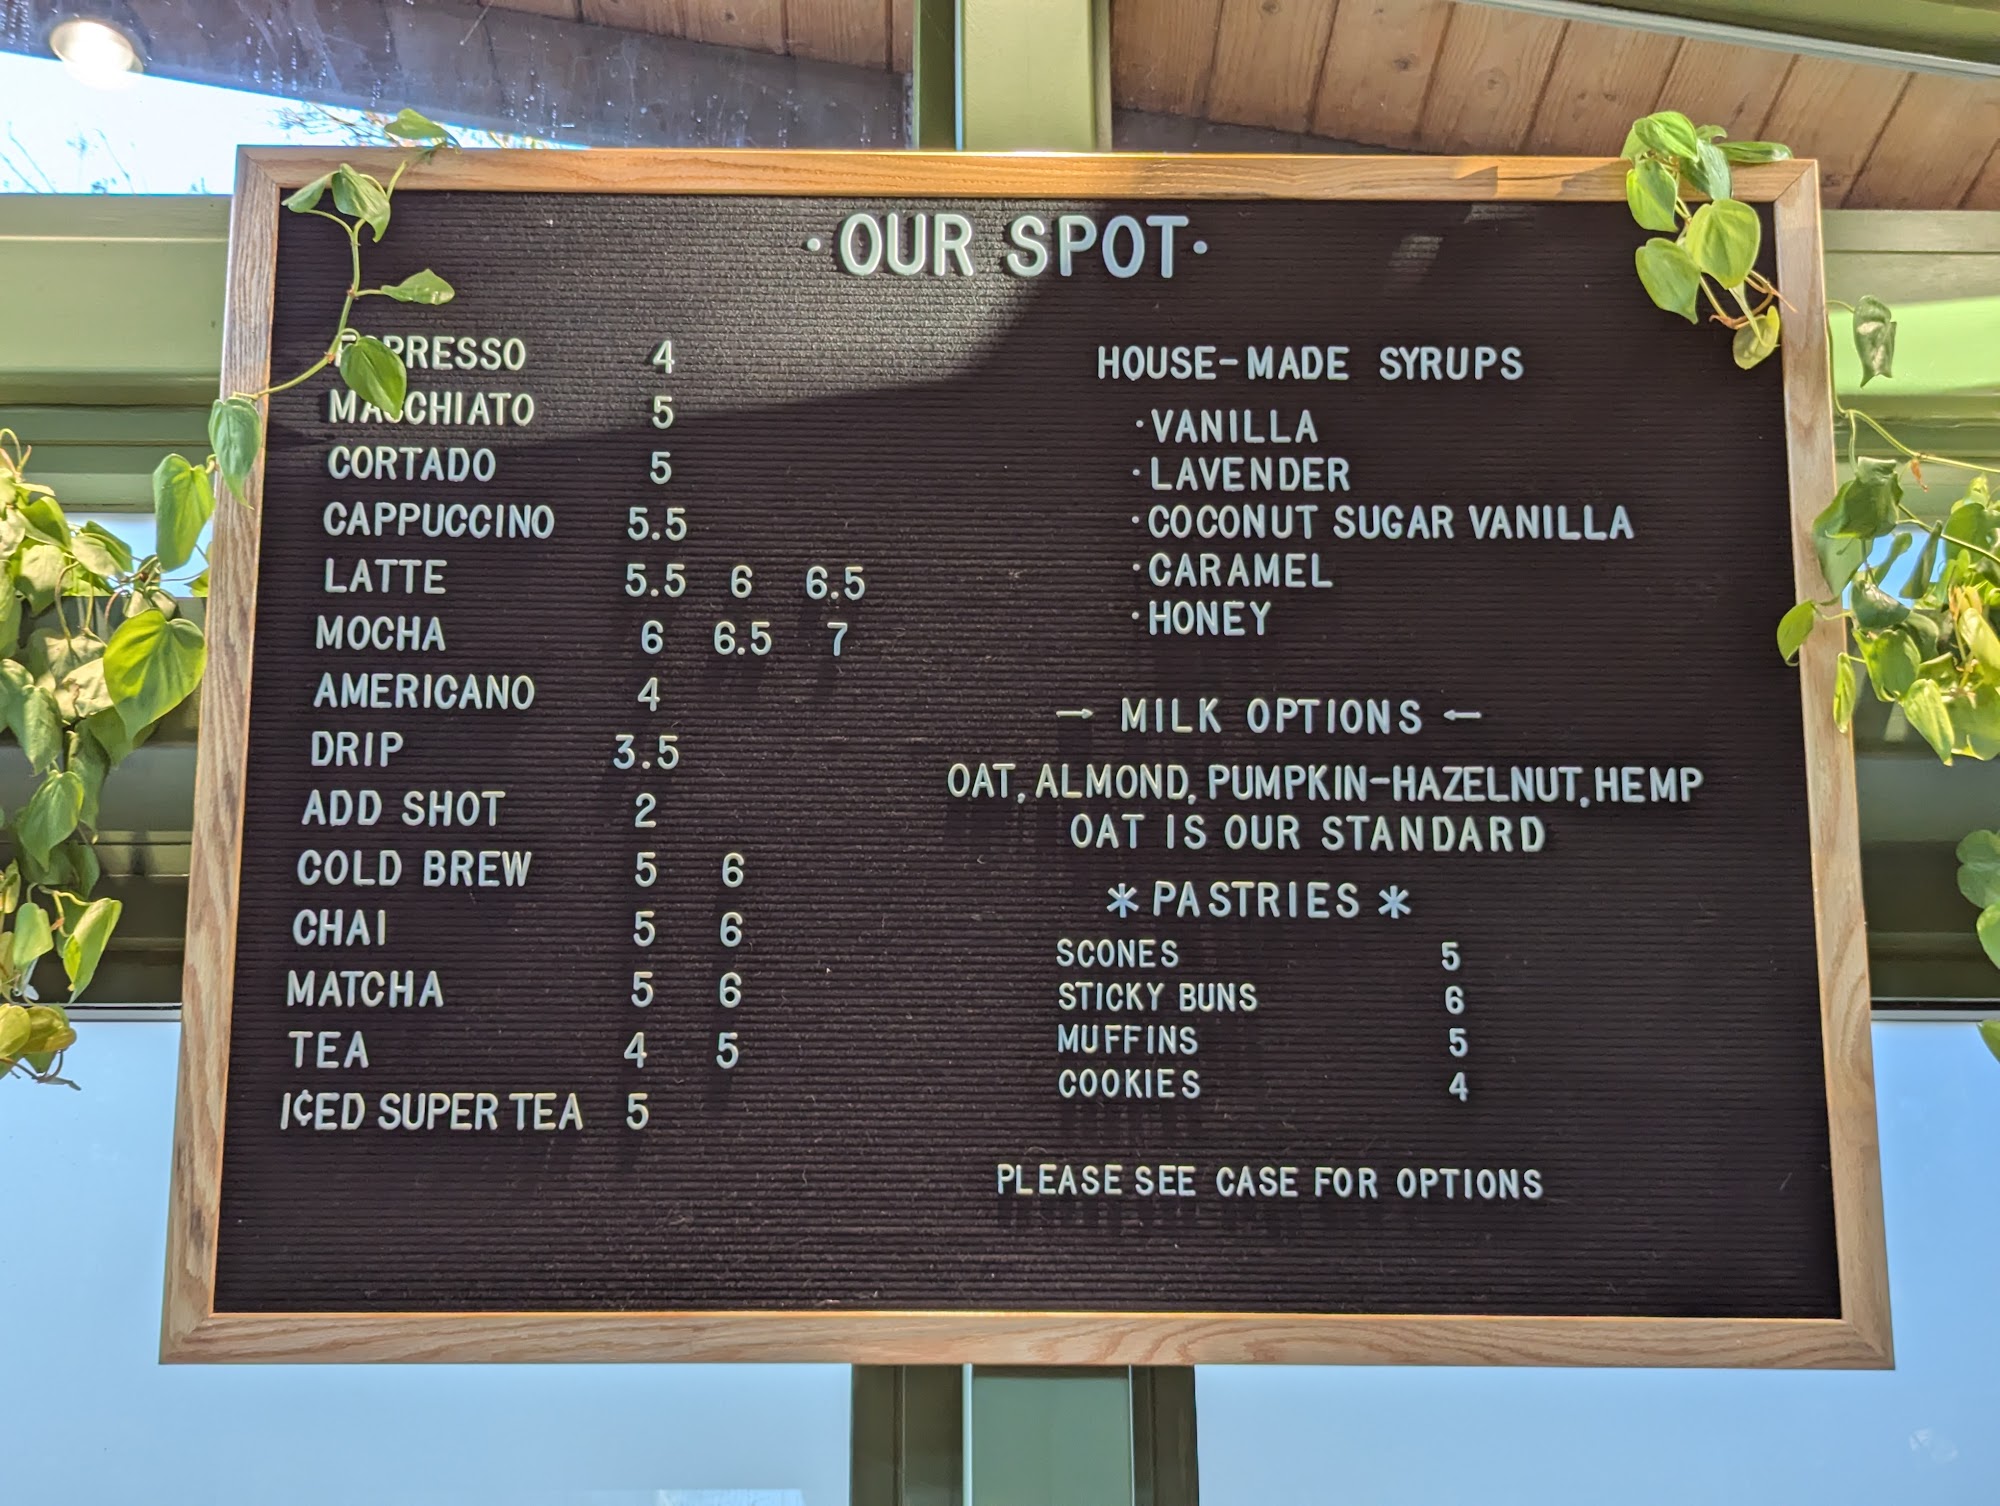 ·OUR SPOT·
ESPRESSO 4
MACCHIATO 5
CORTADO 5
CAPPUCCINO 5.5
LATTE 5.5 6 6.5
MOCHA 6 6.5 7
AMERICANO 4
DRIP 3.5
ADD SHOT 2
COLD BREW 5 6
CHAI 5 6
MATCHA 5 6
TEA 4 5
I¢ED SUPER TEA 5
HOUSE-MADE SYRUPS
·VANILLA
·LAVENDER
·COCONUT SUGAR VANILLA
·CARAMEL
·HONEY
→ MILK OPTIONS ←
OAT, ALMOND, PUMPKIN-HAZELNUT, HEMP
OAT IS OUR STANDARD
* PASTRIES *
SCONES 5
STICKY BUNS 6
MUFFINS 5
COOKIES 4
PLEASE SEE CASE FOR OPTIONS